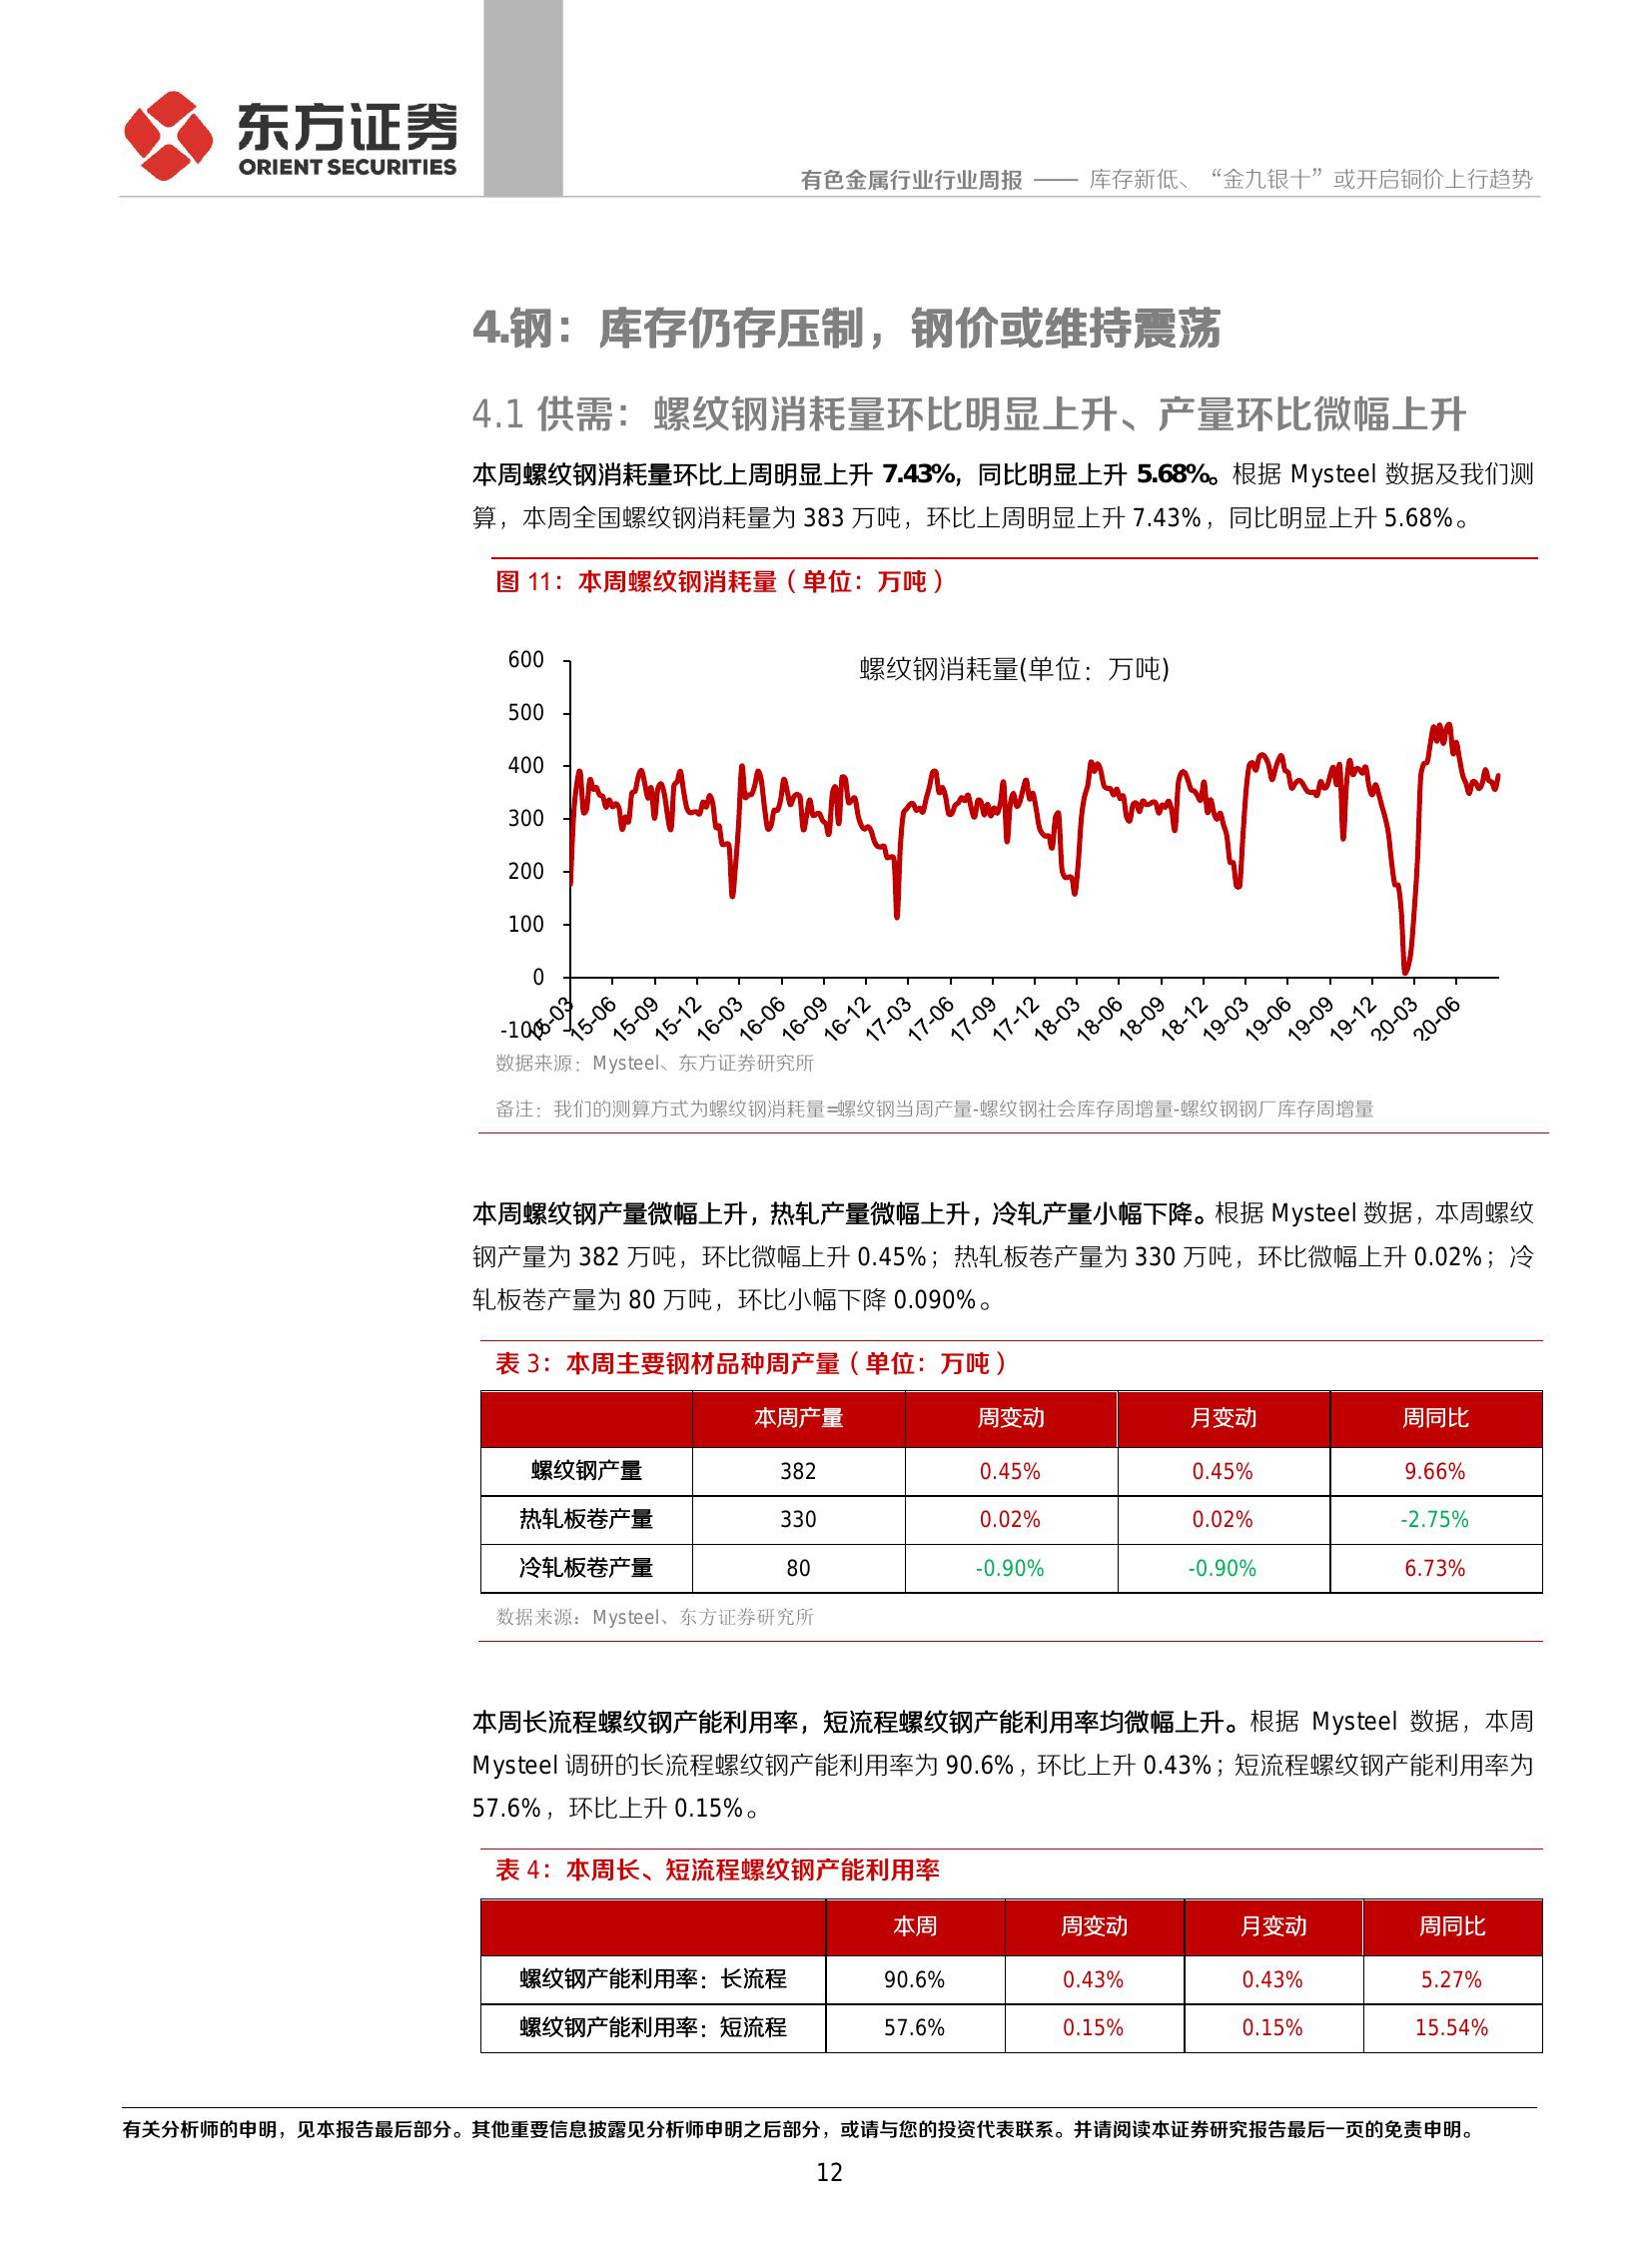 东方证券
ORIENT SECURITIES
有色金属行业行业周报 —— 库存新低、“金九银十”或开启铜价上行趋势
4.钢：库存仍存压制，钢价或维持震荡
4.1 供需：螺纹钢消耗量环比明显上升、产量环比微幅上升
本周螺纹钢消耗量环比上周明显上升 7.43%，同比明显上升 5.68%。根据 Mysteel 数据及我们测
算，本周全国螺纹钢消耗量为 383 万吨，环比上周明显上升 7.43%，同比明显上升 5.68%。
图 11：本周螺纹钢消耗量（单位：万吨）
螺纹钢消耗量(单位：万吨)
600
500
400
300
200
100
0
-100
15-03 15-06 15-09 15-12 16-03 16-06 16-09 16-12 17-03 17-06 17-09 17-12 18-03 18-06 18-09 18-12 19-03 19-06 19-09 19-12 20-03 20-06
数据来源：Mysteel、东方证券研究所
备注：我们的测算方式为螺纹钢消耗量=螺纹钢当周产量-螺纹钢社会库存周增量-螺纹钢钢厂库存周增量
本周螺纹钢产量微幅上升，热轧产量微幅上升，冷轧产量小幅下降。根据 Mysteel 数据，本周螺纹
钢产量为 382 万吨，环比微幅上升 0.45%；热轧板卷产量为 330 万吨，环比微幅上升 0.02%；冷
轧板卷产量为 80 万吨，环比小幅下降 0.090%。
表 3：本周主要钢材品种周产量（单位：万吨）
本周产量 周变动 月变动 周同比
螺纹钢产量 382 0.45% 0.45% 9.66%
热轧板卷产量 330 0.02% 0.02% -2.75%
冷轧板卷产量 80 -0.90% -0.90% 6.73%
数据来源：Mysteel、东方证券研究所
本周长流程螺纹钢产能利用率，短流程螺纹钢产能利用率均微幅上升。根据 Mysteel 数据，本周
Mysteel 调研的长流程螺纹钢产能利用率为 90.6%，环比上升 0.43%；短流程螺纹钢产能利用率为
57.6%，环比上升 0.15%。
表 4：本周长、短流程螺纹钢产能利用率
本周 周变动 月变动 周同比
螺纹钢产能利用率：长流程 90.6% 0.43% 0.43% 5.27%
螺纹钢产能利用率：短流程 57.6% 0.15% 0.15% 15.54%
有关分析师的申明，见本报告最后部分。其他重要信息披露见分析师申明之后部分，或请与您的投资代表联系。并请阅读本证券研究报告最后一页的免责申明。
12